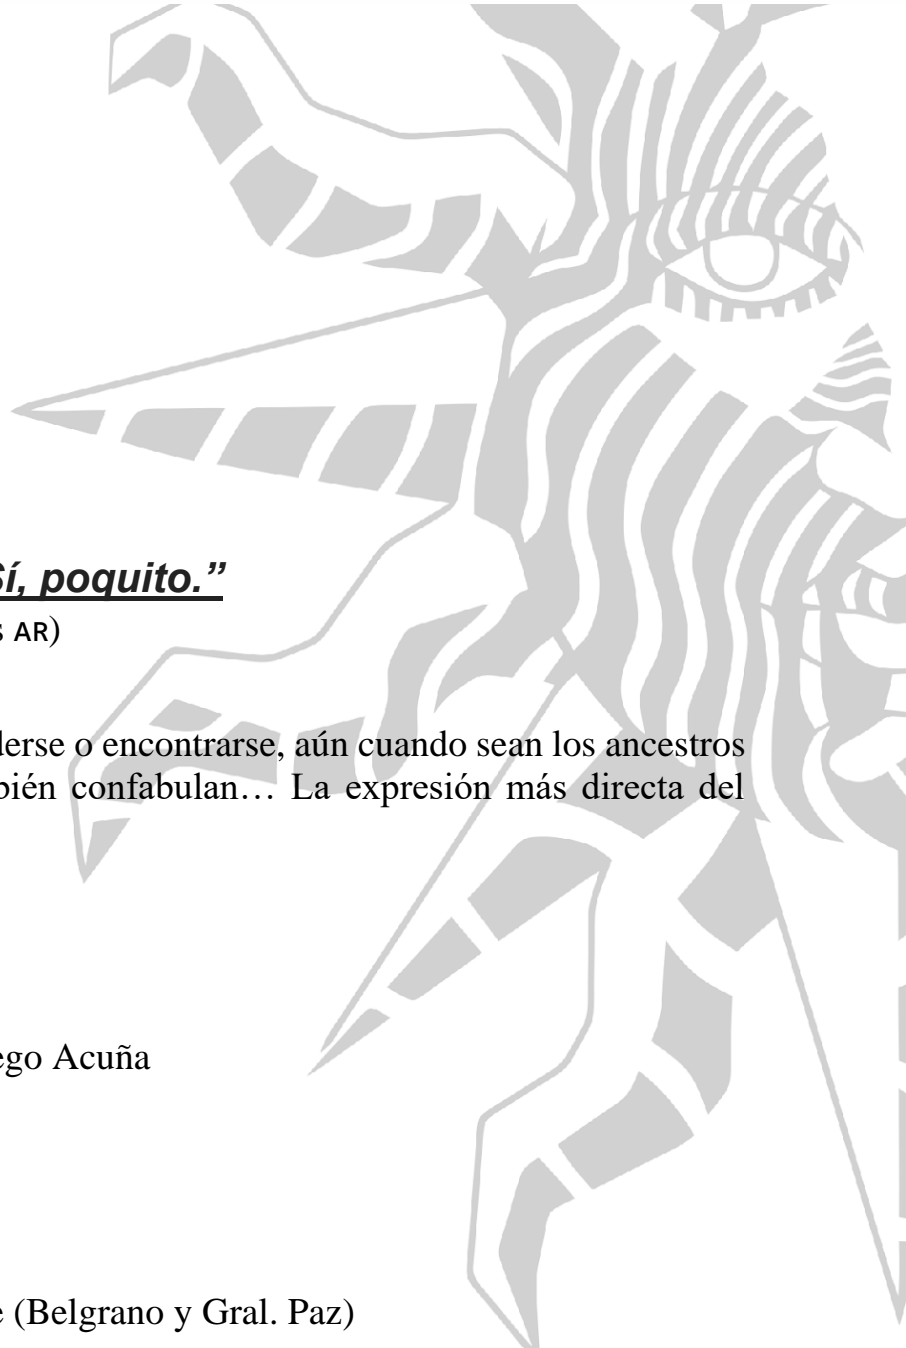 Sí, poquito.”
s AR)
derse o encontrarse, aún cuando sean los ancestros
bién confabulan… La expresión más directa del
ego Acuña
e (Belgrano y Gral. Paz)